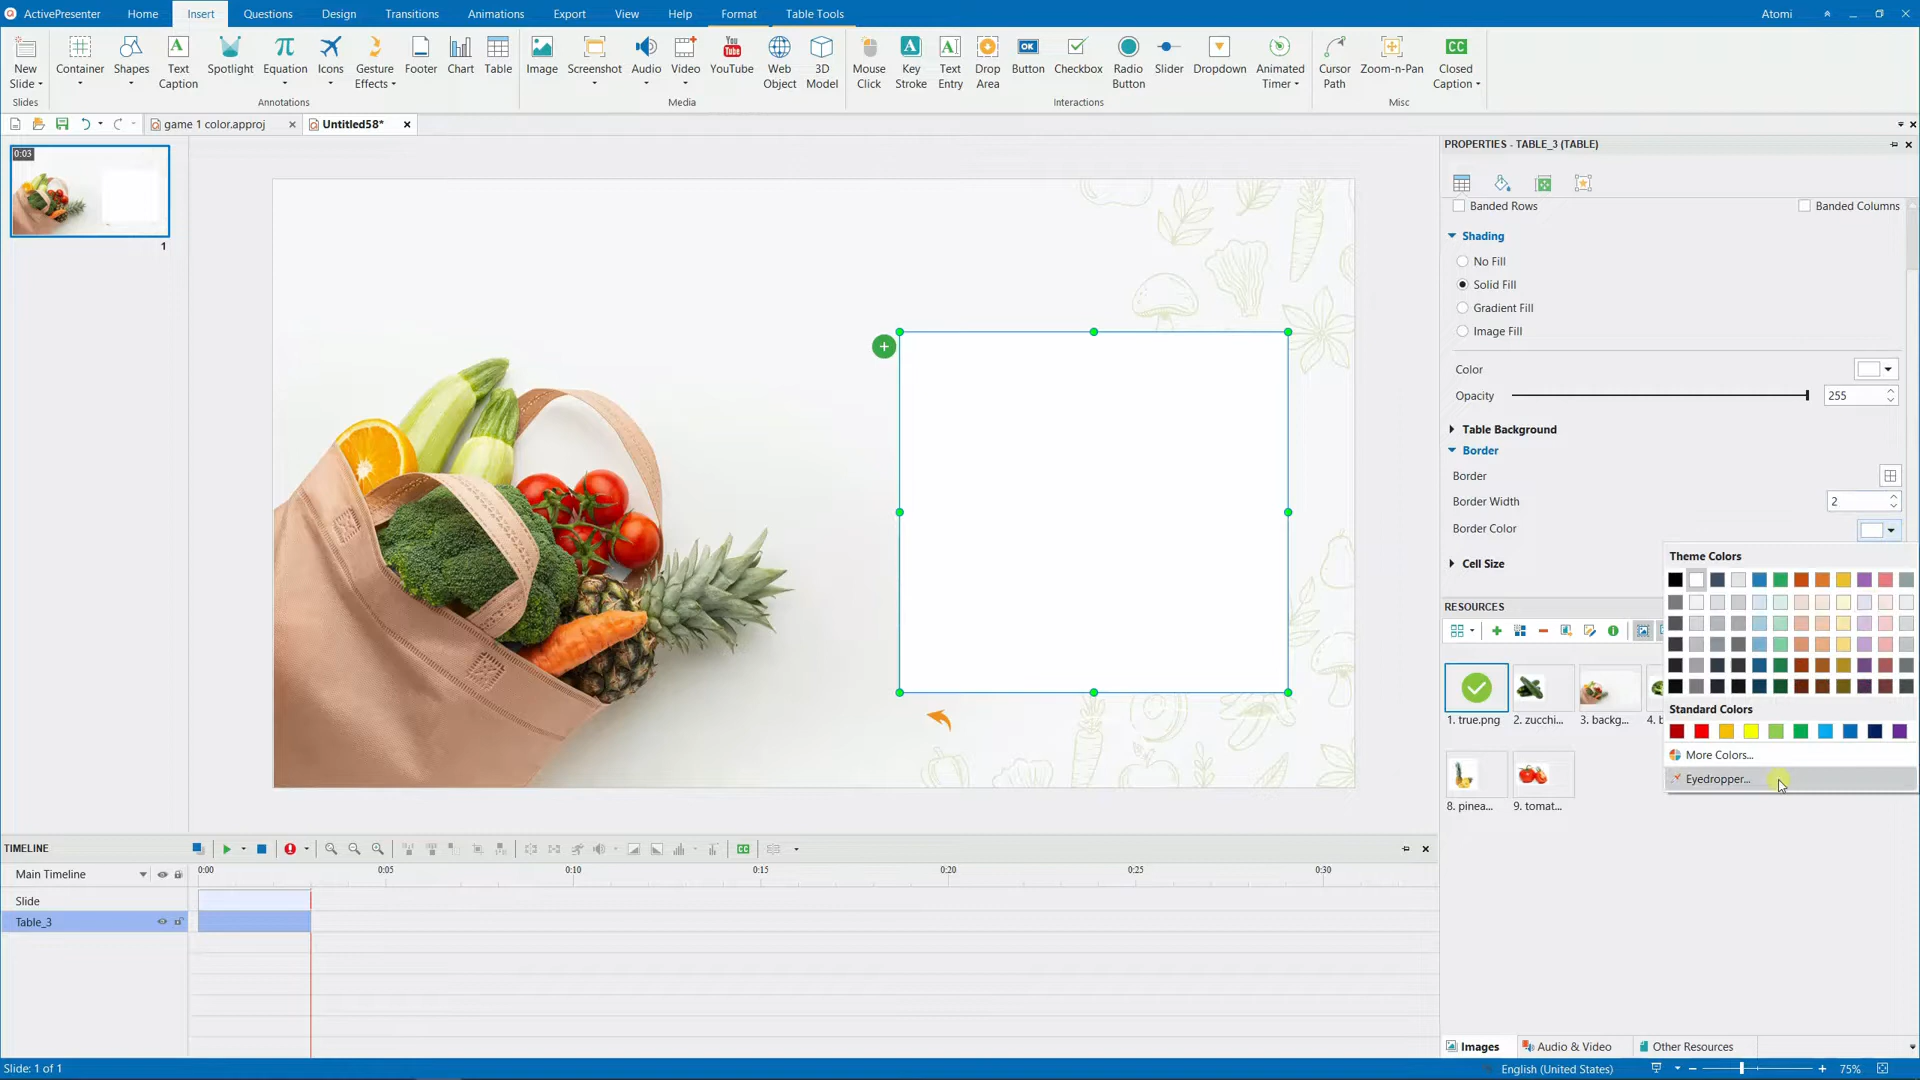 ActivePresenter Home Insert Questions Design Transitions Animations Export View Help Format Table Tools Atomi
New Slide Container Shapes Text Caption Spotlight Equation Icons Gesture Effects Footer Chart Table Image Screenshot Audio Video YouTube Web Object 3D Model Mouse Click Key Stroke Text Entry Drop Area Button Checkbox Radio Button Slider Dropdown Animated Timer Cursor Path Zoom-n-Pan Closed Caption
Slides Annotations Media Interactions Misc
game 1 color.approj Untitled58*
0:03
1
PROPERTIES - TABLE_3 (TABLE)
Banded Rows Banded Columns
Shading
No Fill
Solid Fill
Gradient Fill
Image Fill
Color
Opacity 255
Table Background
Border
Border
Border Width 2
Border Color
Cell Size
Theme Colors
Standard Colors
More Colors...
Eyedropper...
RESOURCES
1. true.png 2. zucchi... 3. backg...
8. pinea... 9. tomat...
Images Audio & Video Other Resources
TIMELINE
Main Timeline 0:00 0:05 0:10 0:15 0:20 0:25 0:30
Slide
Table_3
Slide: 1 of 1 English (United States) 75%